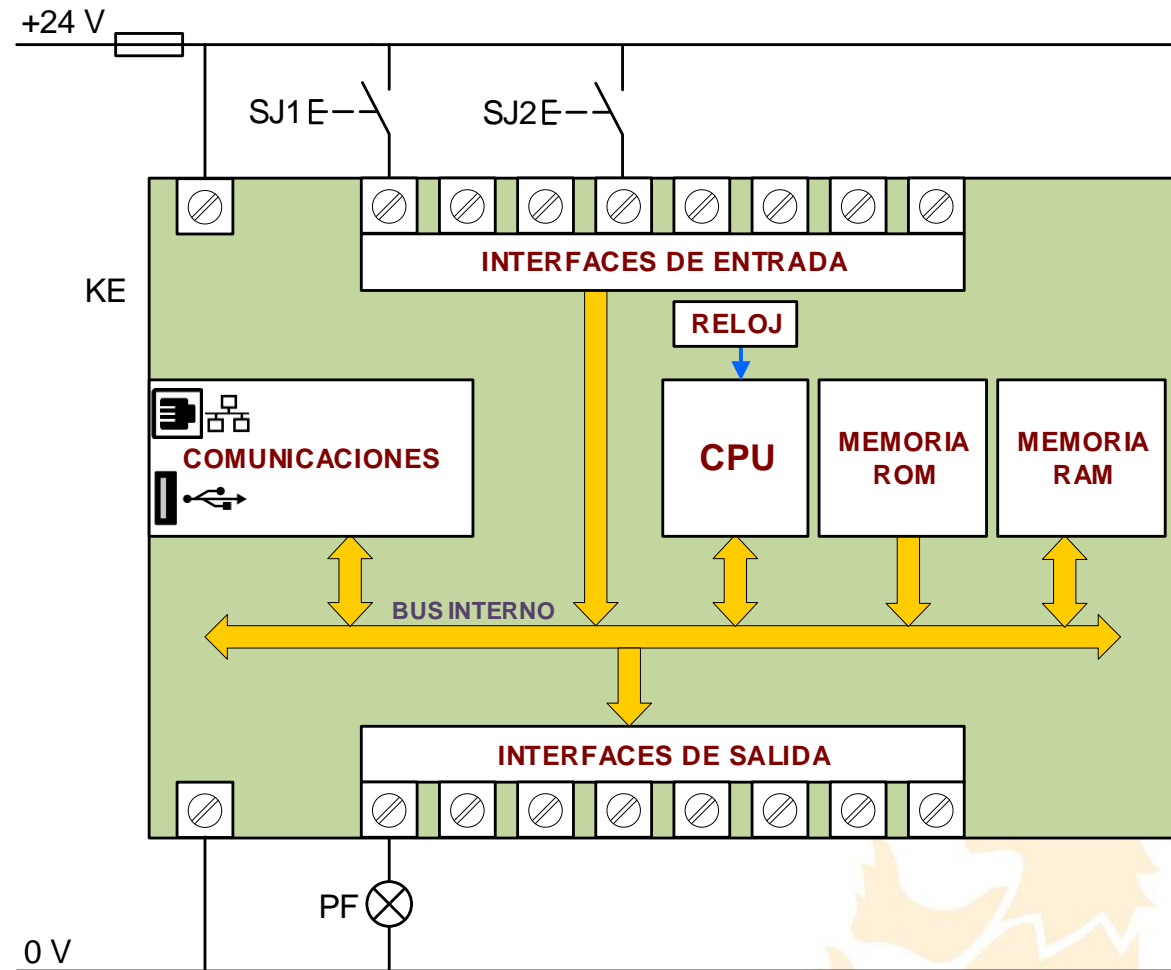 +24 V
SJ1
SJ2
INTERFACES DE ENTRADA
KE
RELOJ
COMUNICACIONES
CPU
MEMORIA
ROM
MEMORIA
RAM
BUS INTERNO
INTERFACES DE SALIDA
PF
0 V